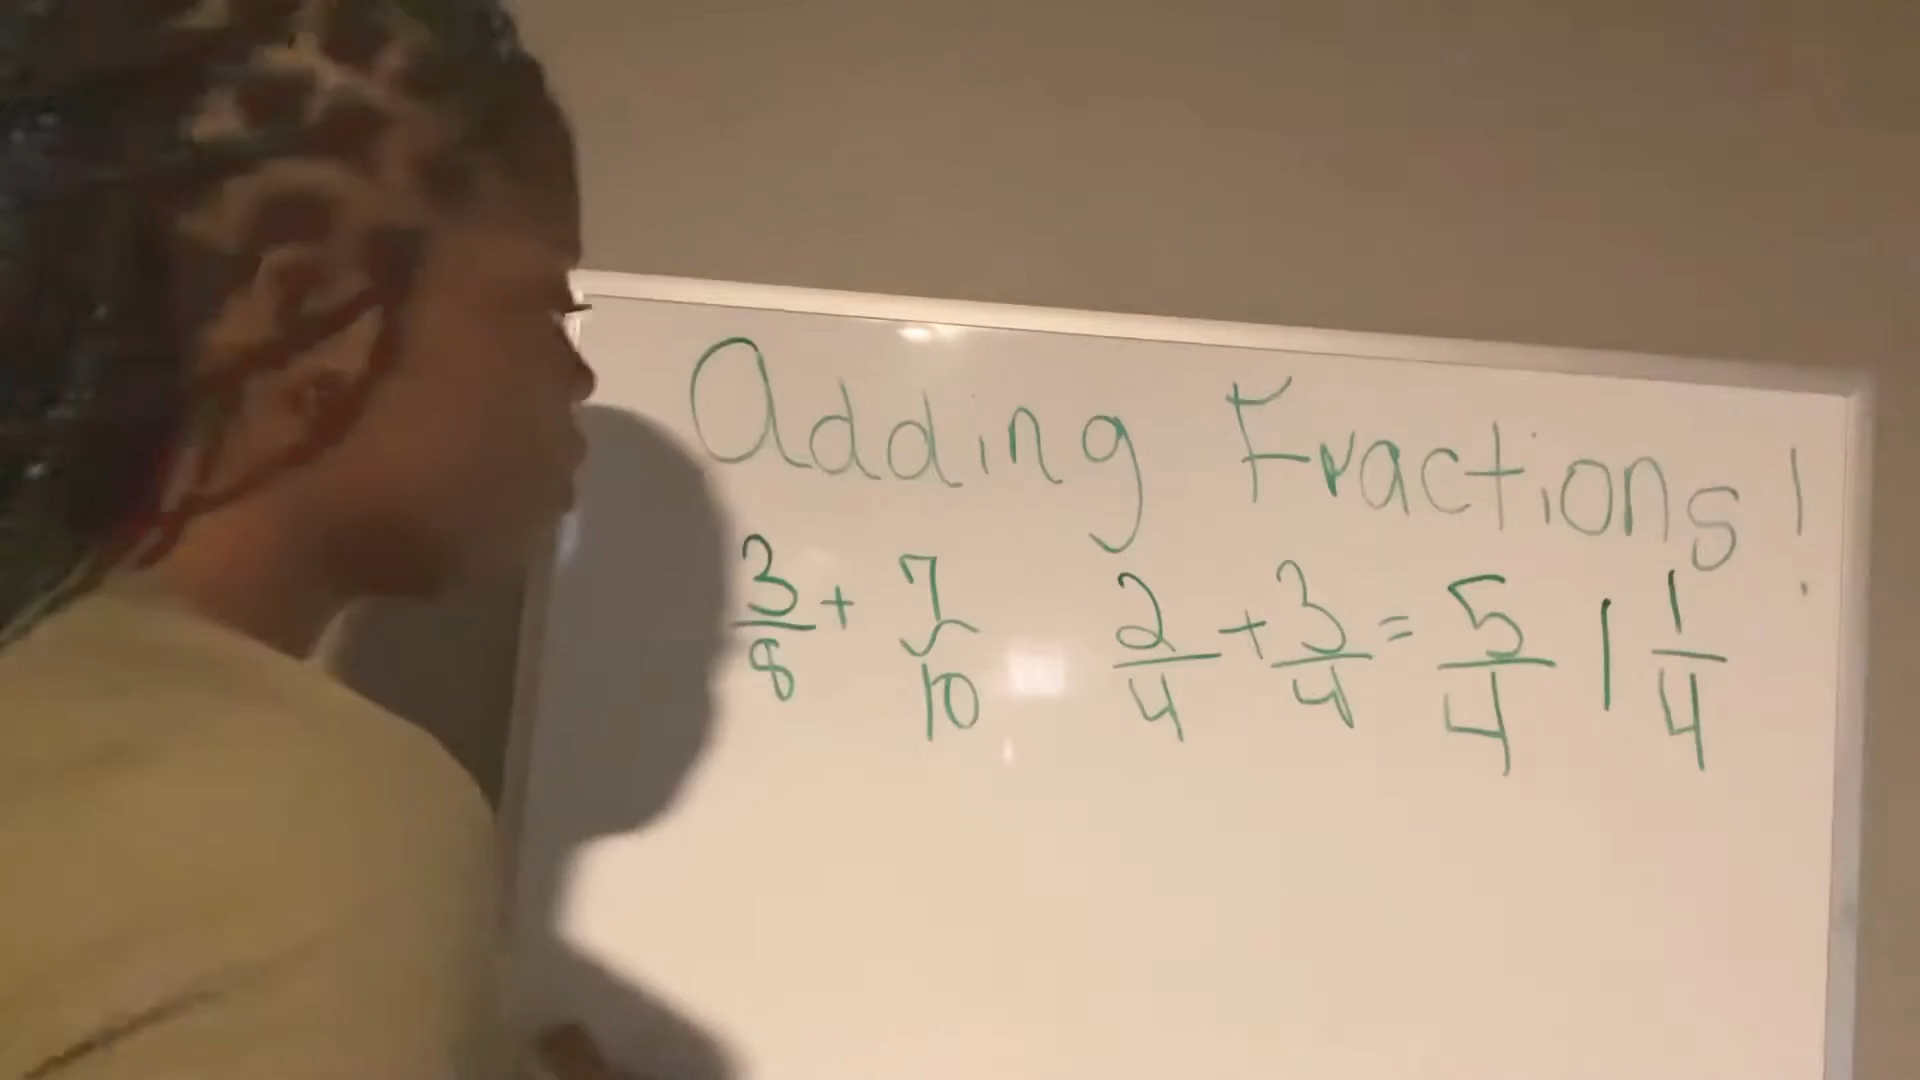 Adding Fractions!
3/8 + 7/10 2/4 + 3/4 = 5/4 1 1/4